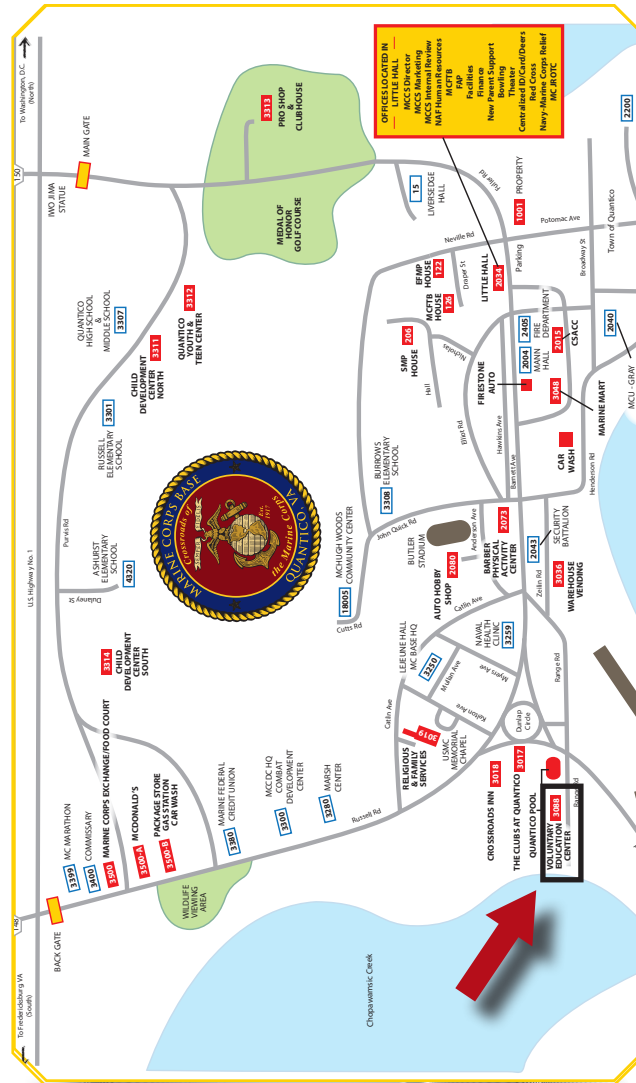 To Washington, D.C.
(North)
150
MAIN GATE
IWO JIMA
STATUE
U.S. Highway No. 1
To Fredericksburg VA
(South)
148
BACK GATE
OFFICES LOCATED IN
LITTLE HALL
MCCS Director
MCCS Marketing
MCCS Internal Review
NAF Human Resources
MCFTB
FAP
Facilities
Finance
New Parent Support
Bowling
Theater
Centralized ID/Card/Deers
Red Cross
Navy-Marine Corps Relief
MC JROTC
3313
PRO SHOP
&
CLUBHOUSE
MEDAL OF
HONOR
GOLF COURSE
15
LIVERSEDGE
HALL
Fuller Rd
1001
PROPERTY
2200
Potomac Ave
Town of Quantico
Broadway St
Neville Rd
Parking
EFMP
HOUSE
122
Draper St
MCFTB
HOUSE
126
LITTLE HALL
2034
QUANTICO
HIGH SCHOOL
&
MIDDLE SCHOOL
3307
3312
QUANTICO
YOUTH &
TEEN CENTER
3311
CHILD
DEVELOPMENT
CENTER
NORTH
3301
RUSSELL
ELEMENTARY
SCHOOL
Purvis Rd
SMP
HOUSE
206
Hall
Nicholas
FIRESTONE
AUTO
2004
MANN
HALL
2405
FIRE
DEPARTMENT
2015
CSACC
2040
MCU - GRAY
3048
MARINE MART
Elliot Rd
Hawkins Ave
Barnett Ave
CAR
WASH
Henderson Rd
BURROWS
ELEMENTARY
SCHOOL
3308
John Quick Rd
MARINE CORPS BASE
Crossroads of
the Marine Corps
Est.
1917
QUANTICO, VA
ASHURST
ELEMENTARY
SCHOOL
4320
Dulaney St
MCHUGH WOODS
COMMUNITY CENTER
18005
Cutts Rd
BUTLER
STADIUM
Anderson Ave
2073
BARBER
PHYSICAL
ACTIVITY
CENTER
2080
AUTO HOBBY
SHOP
2043
SECURITY
BATTALION
3036
WAREHOUSE
VENDING
Zeilin Rd
Catlin Ave
NAVAL
HEALTH
CLINIC
3259
LEJEUNE HALL
MC BASE HQ
3250
Mullan Ave
Myers Ave
Kelton Ave
Range Rd
Dunlap
Circle
Catlin Ave
3314
CHILD
DEVELOPMENT
CENTER
SOUTH
RELIGIOUS
& FAMILY
SERVICES
3019
USMC
MEMORIAL
CHAPEL
3399
MC MARATHON
3400
COMMISSARY
3500
MARINE CORPS EXCHANGE/FOOD COURT
3500-A
MCDONALD'S
3500-B
PACKAGE STORE
GAS STATION
CAR WASH
WILDLIFE
VIEWING
AREA
3380
MARINE FEDERAL
CREDIT UNION
3300
MCCDC HQ
COMBAT
DEVELOPMENT
CENTER
3280
MARSH
CENTER
Russell Rd
CROSSROADS INN
3018
THE CLUBS AT QUANTICO
3017
QUANTICO POOL
VOLUNTARY
EDUCATION
CENTER
3088
Chopawamsic Creek